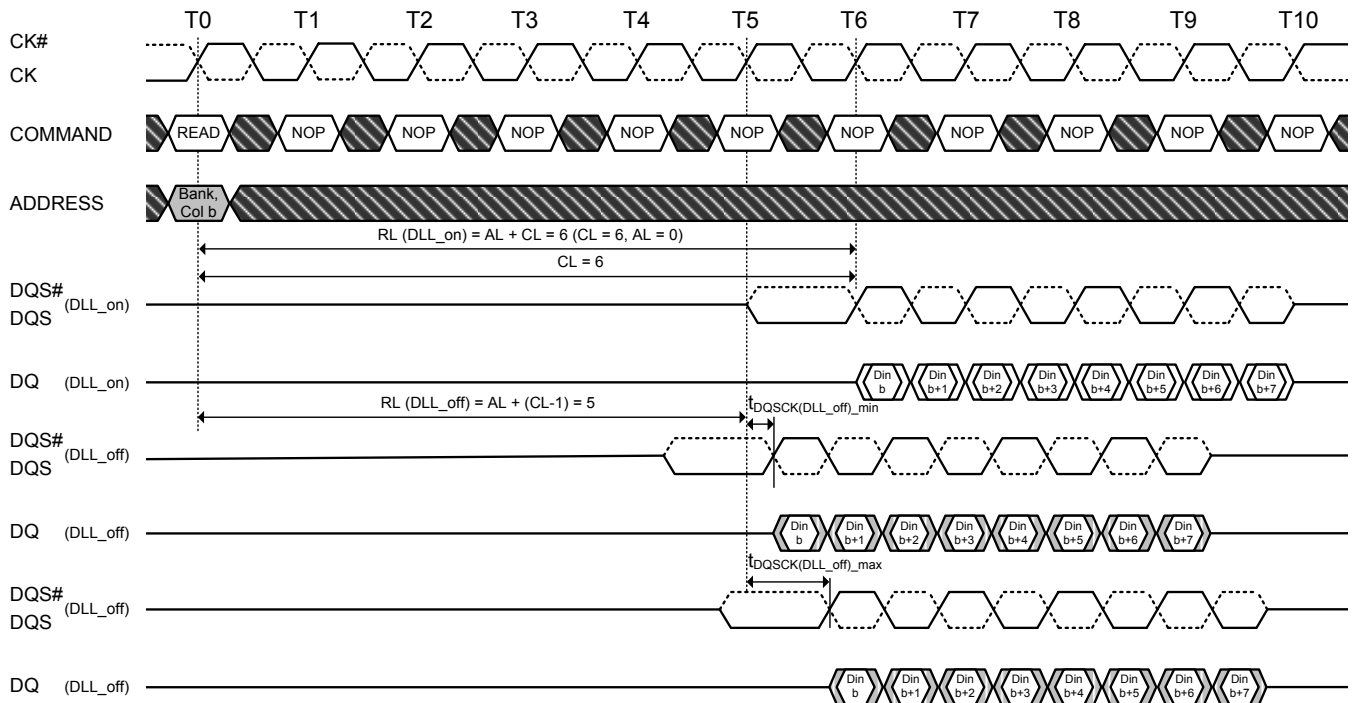 T0 T1 T2 T3 T4 T5 T6 T7 T8 T9 T10
CK#
CK
COMMAND READ NOP NOP NOP NOP NOP NOP NOP NOP NOP NOP
ADDRESS Bank,
Col b
RL (DLL_on) = AL + CL = 6 (CL = 6, AL = 0)
CL = 6
DQS# (DLL_on)
DQS
DQ (DLL_on) Din b Din b+1 Din b+2 Din b+3 Din b+4 Din b+5 Din b+6 Din b+7
RL (DLL_off) = AL + (CL-1) = 5 tDQSCK(DLL_off)_min
DQS# (DLL_off)
DQS
DQ (DLL_off) Din b Din b+1 Din b+2 Din b+3 Din b+4 Din b+5 Din b+6 Din b+7
tDQSCK(DLL_off)_max
DQS# (DLL_off)
DQS
DQ (DLL_off) Din b Din b+1 Din b+2 Din b+3 Din b+4 Din b+5 Din b+6 Din b+7